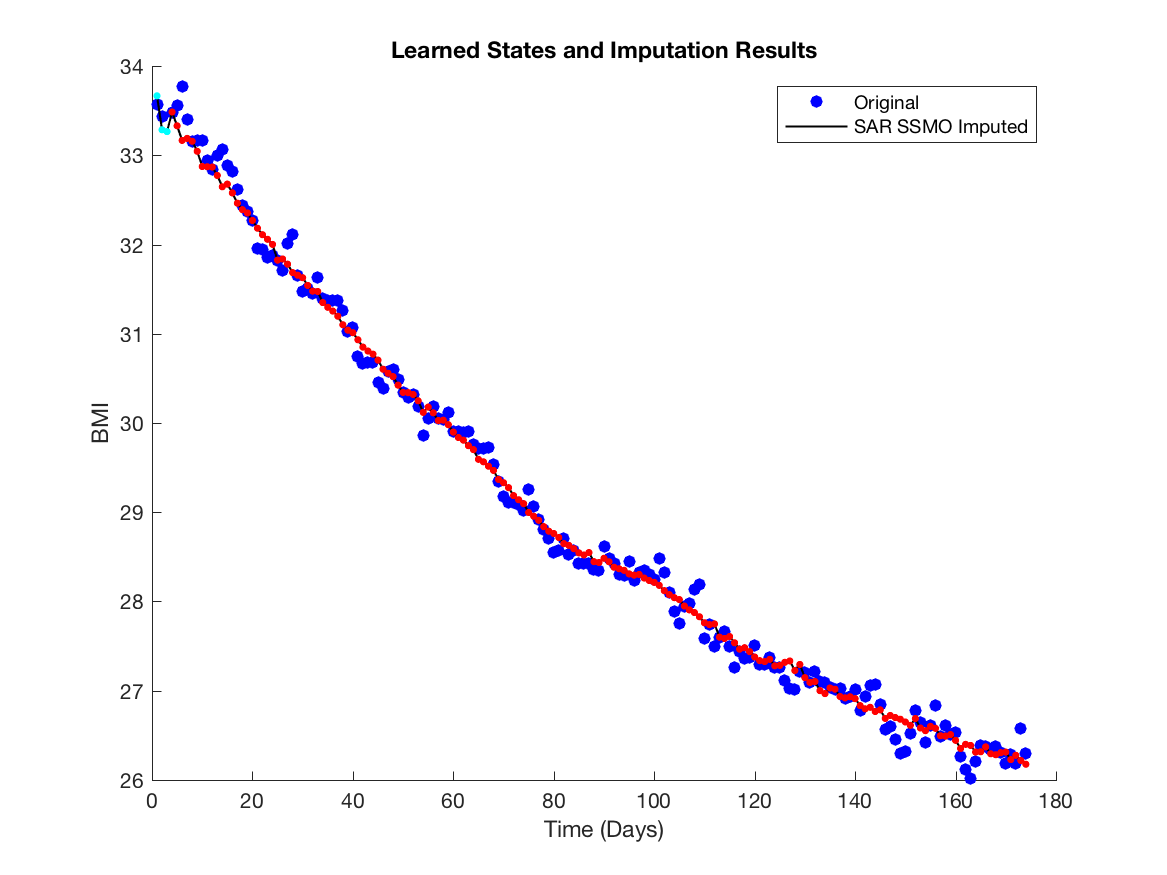 Learned States and Imputation Results
Original
SAR SSMO Imputed
34
33
32
31
30
29
28
27
26
BMI
0 20 40 60 80 100 120 140 160 180
Time (Days)